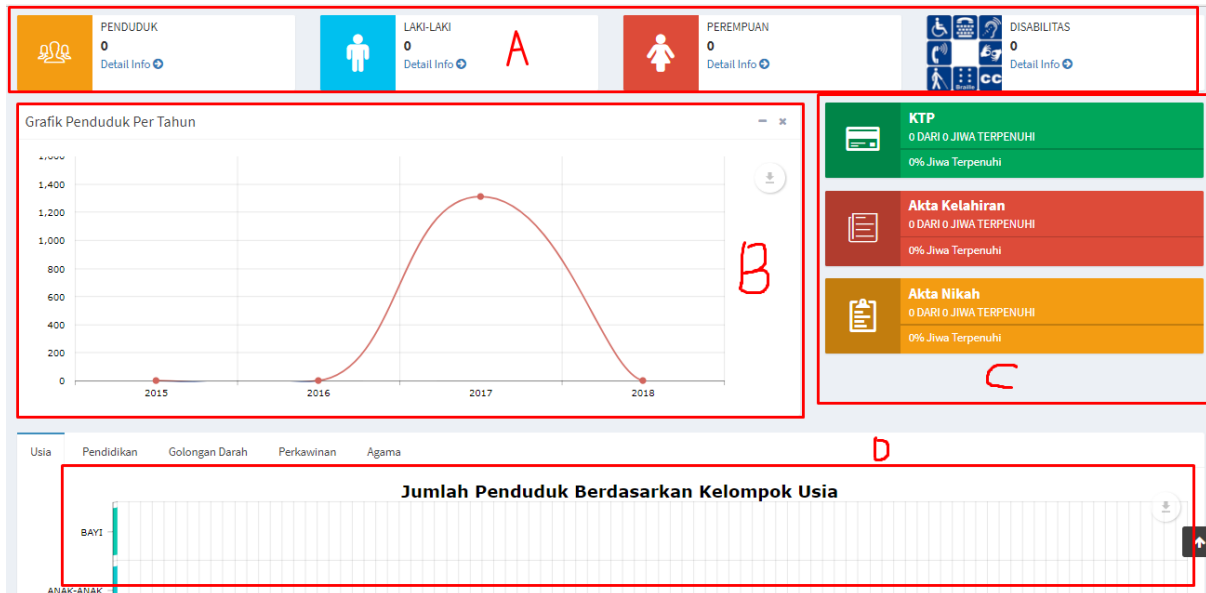 PENDUDUK
0
Detail Info
LAKI-LAKI
0
Detail Info
A
PEREMPUAN
0
Detail Info
Braille
CC
DISABILITAS
0
Detail Info
Grafik Penduduk Per Tahun
1,400
1,200
1,000
800
600
400
200
0
2015 2016 2017 2018
B
KTP
0 DARI 0 JIWA TERPENUHI
0% Jiwa Terpenuhi
Akta Kelahiran
0 DARI 0 JIWA TERPENUHI
0% Jiwa Terpenuhi
Akta Nikah
0 DARI 0 JIWA TERPENUHI
0% Jiwa Terpenuhi
C
D
Usia Pendidikan Golongan Darah Perkawinan Agama
Jumlah Penduduk Berdasarkan Kelompok Usia
BAYI
ANAK-ANAK